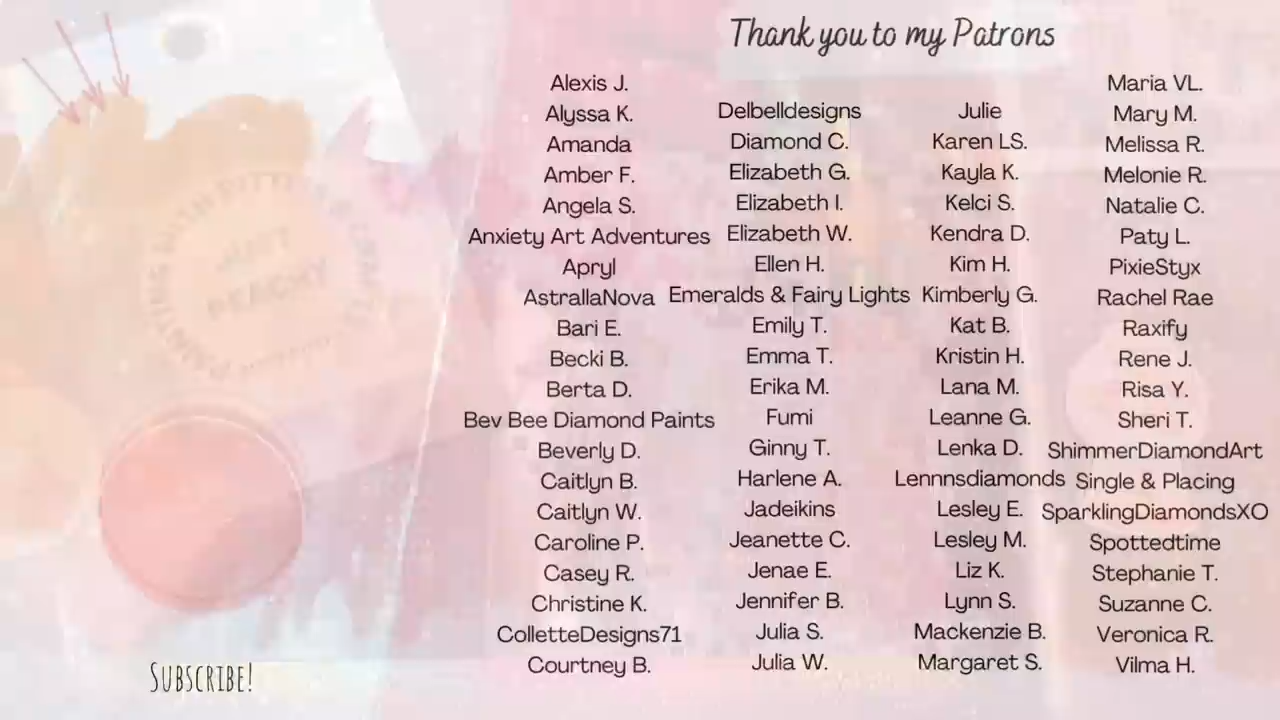 Thank you to my Patrons
Alexis J.
Alyssa K.
Amanda
Amber F.
Angela S.
Anxiety Art Adventures
Apryl
AstrallaNova
Bari E.
Becki B.
Berta D.
Bev Bee Diamond Paints
Beverly D.
Caitlyn B.
Caitlyn W.
Caroline P.
Casey R.
Christine K.
ColletteDesigns71
Courtney B.
Delbelldesigns
Diamond C.
Elizabeth G.
Elizabeth I.
Elizabeth W.
Ellen H.
Emeralds & Fairy Lights
Emily T.
Emma T.
Erika M.
Fumi
Ginny T.
Harlene A.
Jadeikins
Jeanette C.
Jenae E.
Jennifer B.
Julia S.
Julia W.
Julie
Karen LS.
Kayla K.
Kelci S.
Kendra D.
Kim H.
Kimberly G.
Kat B.
Kristin H.
Lana M.
Leanne G.
Lenka D.
Lennnsdiamonds
Lesley E.
Lesley M.
Liz K.
Lynn S.
Mackenzie B.
Margaret S.
Maria VL.
Mary M.
Melissa R.
Melonie R.
Natalie C.
Paty L.
PixieStyx
Rachel Rae
Raxify
Rene J.
Risa Y.
Sheri T.
ShimmerDiamondArt
Single & Placing
SparklingDiamondsXO
Spottedtime
Stephanie T.
Suzanne C.
Veronica R.
Vilma H.
PEACHY
Subscribe!